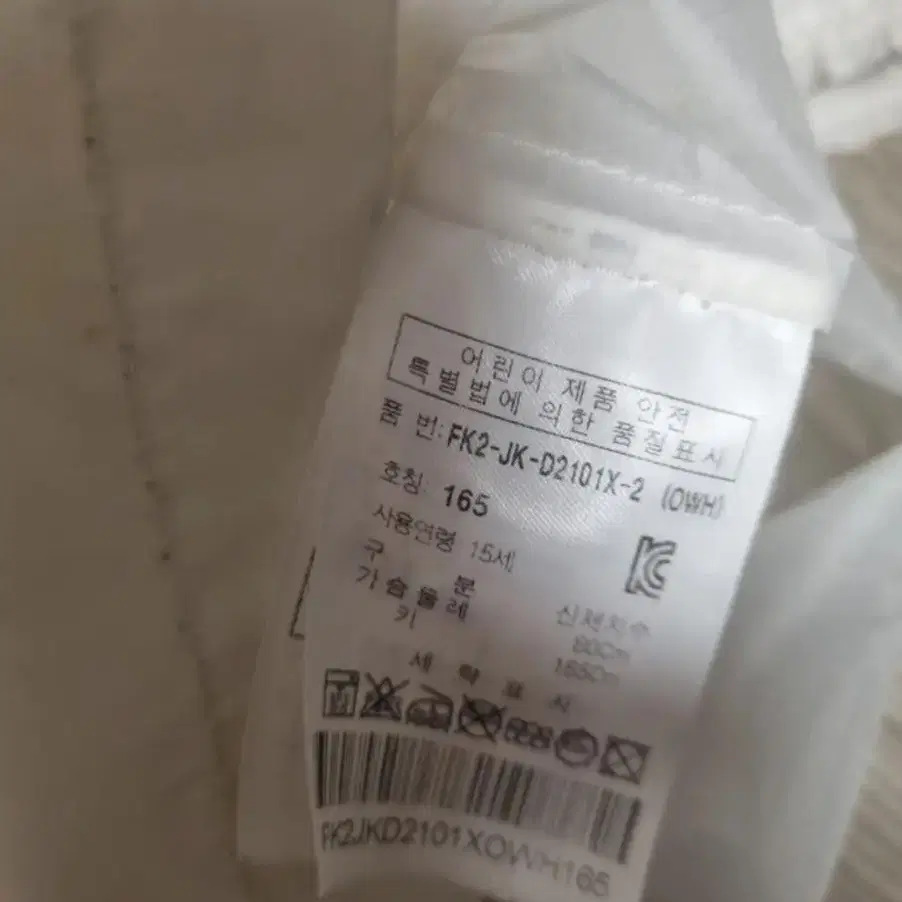 어린이 제품 안전
특별법에 의한 품질표시
품 번: FK2-JK-D2101X-2 (OWH)
호칭 165
사용연령 15세
구 분 신체치수
가슴둘레 80Cm
키 165Cm
세 탁 표 시
FK2JKD2101XOWH165